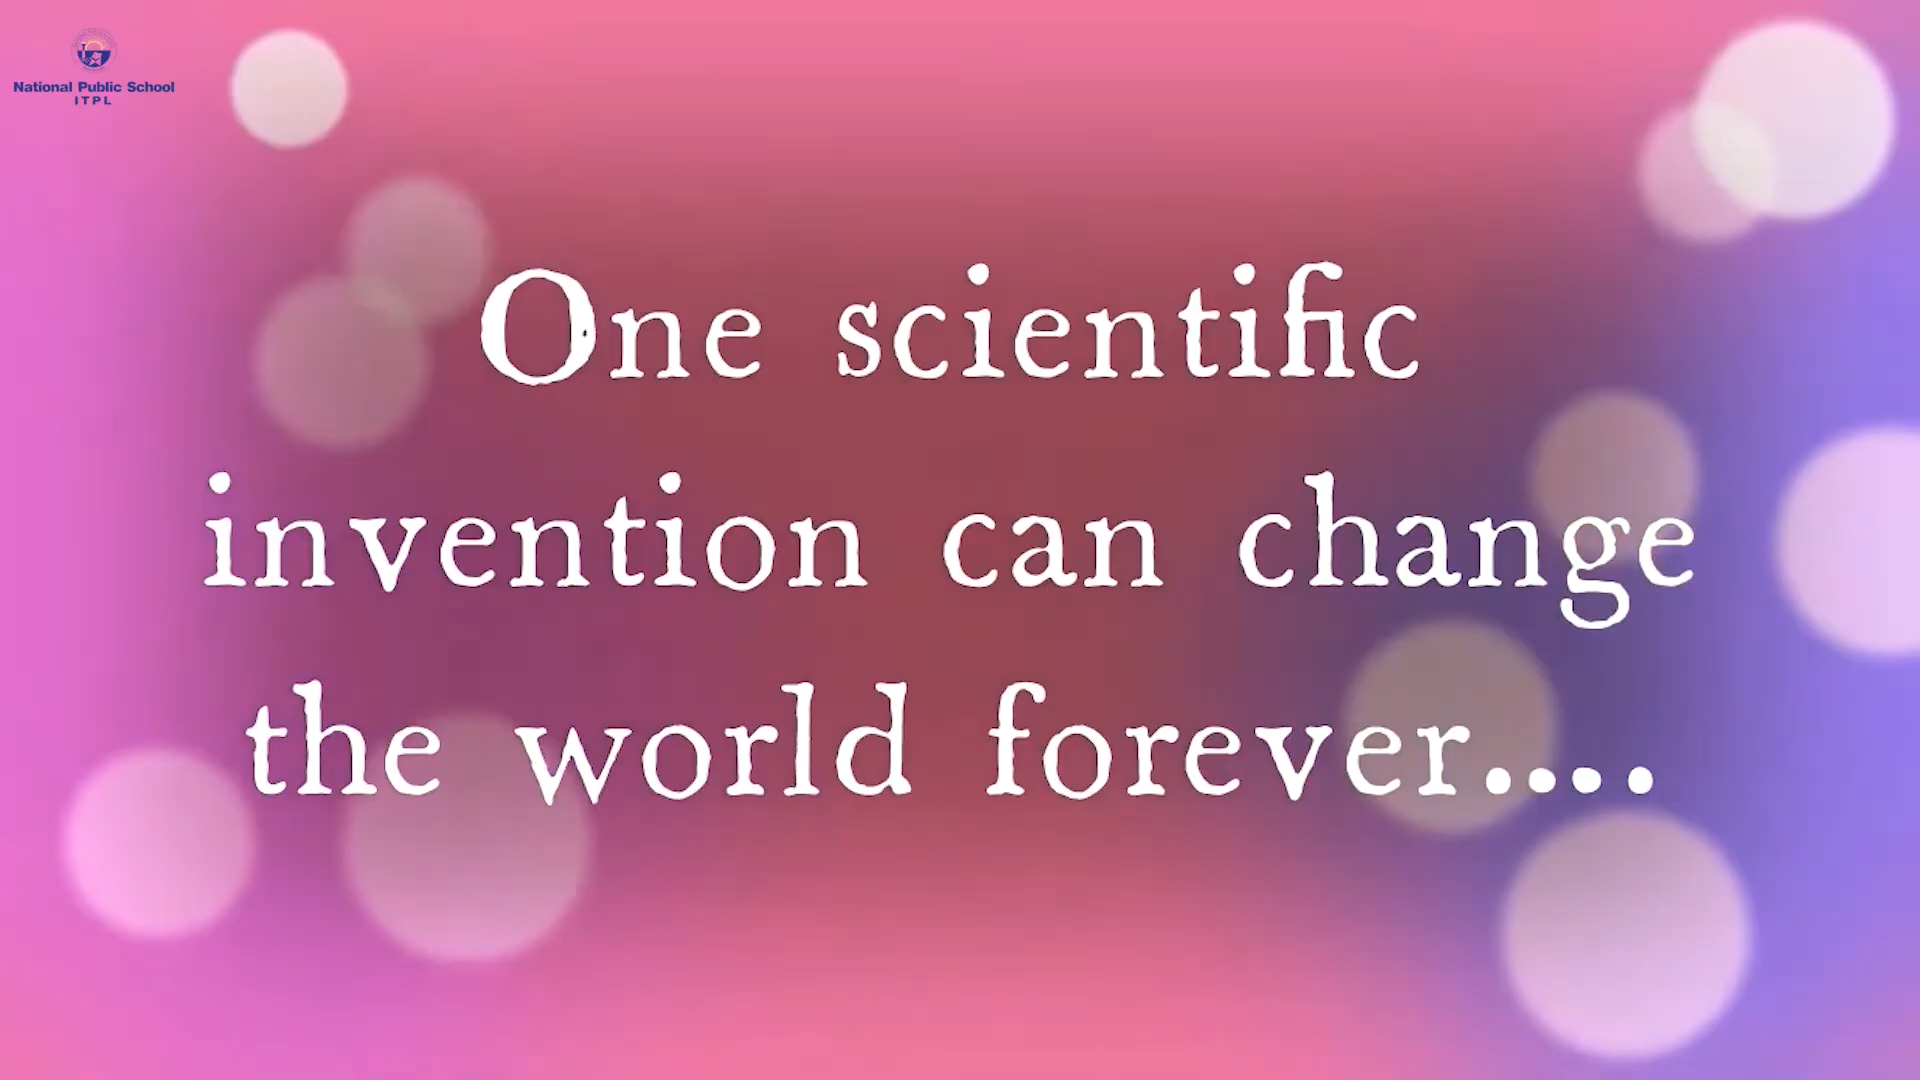 National Public School
ITPL
One scientific
invention can change
the world forever....